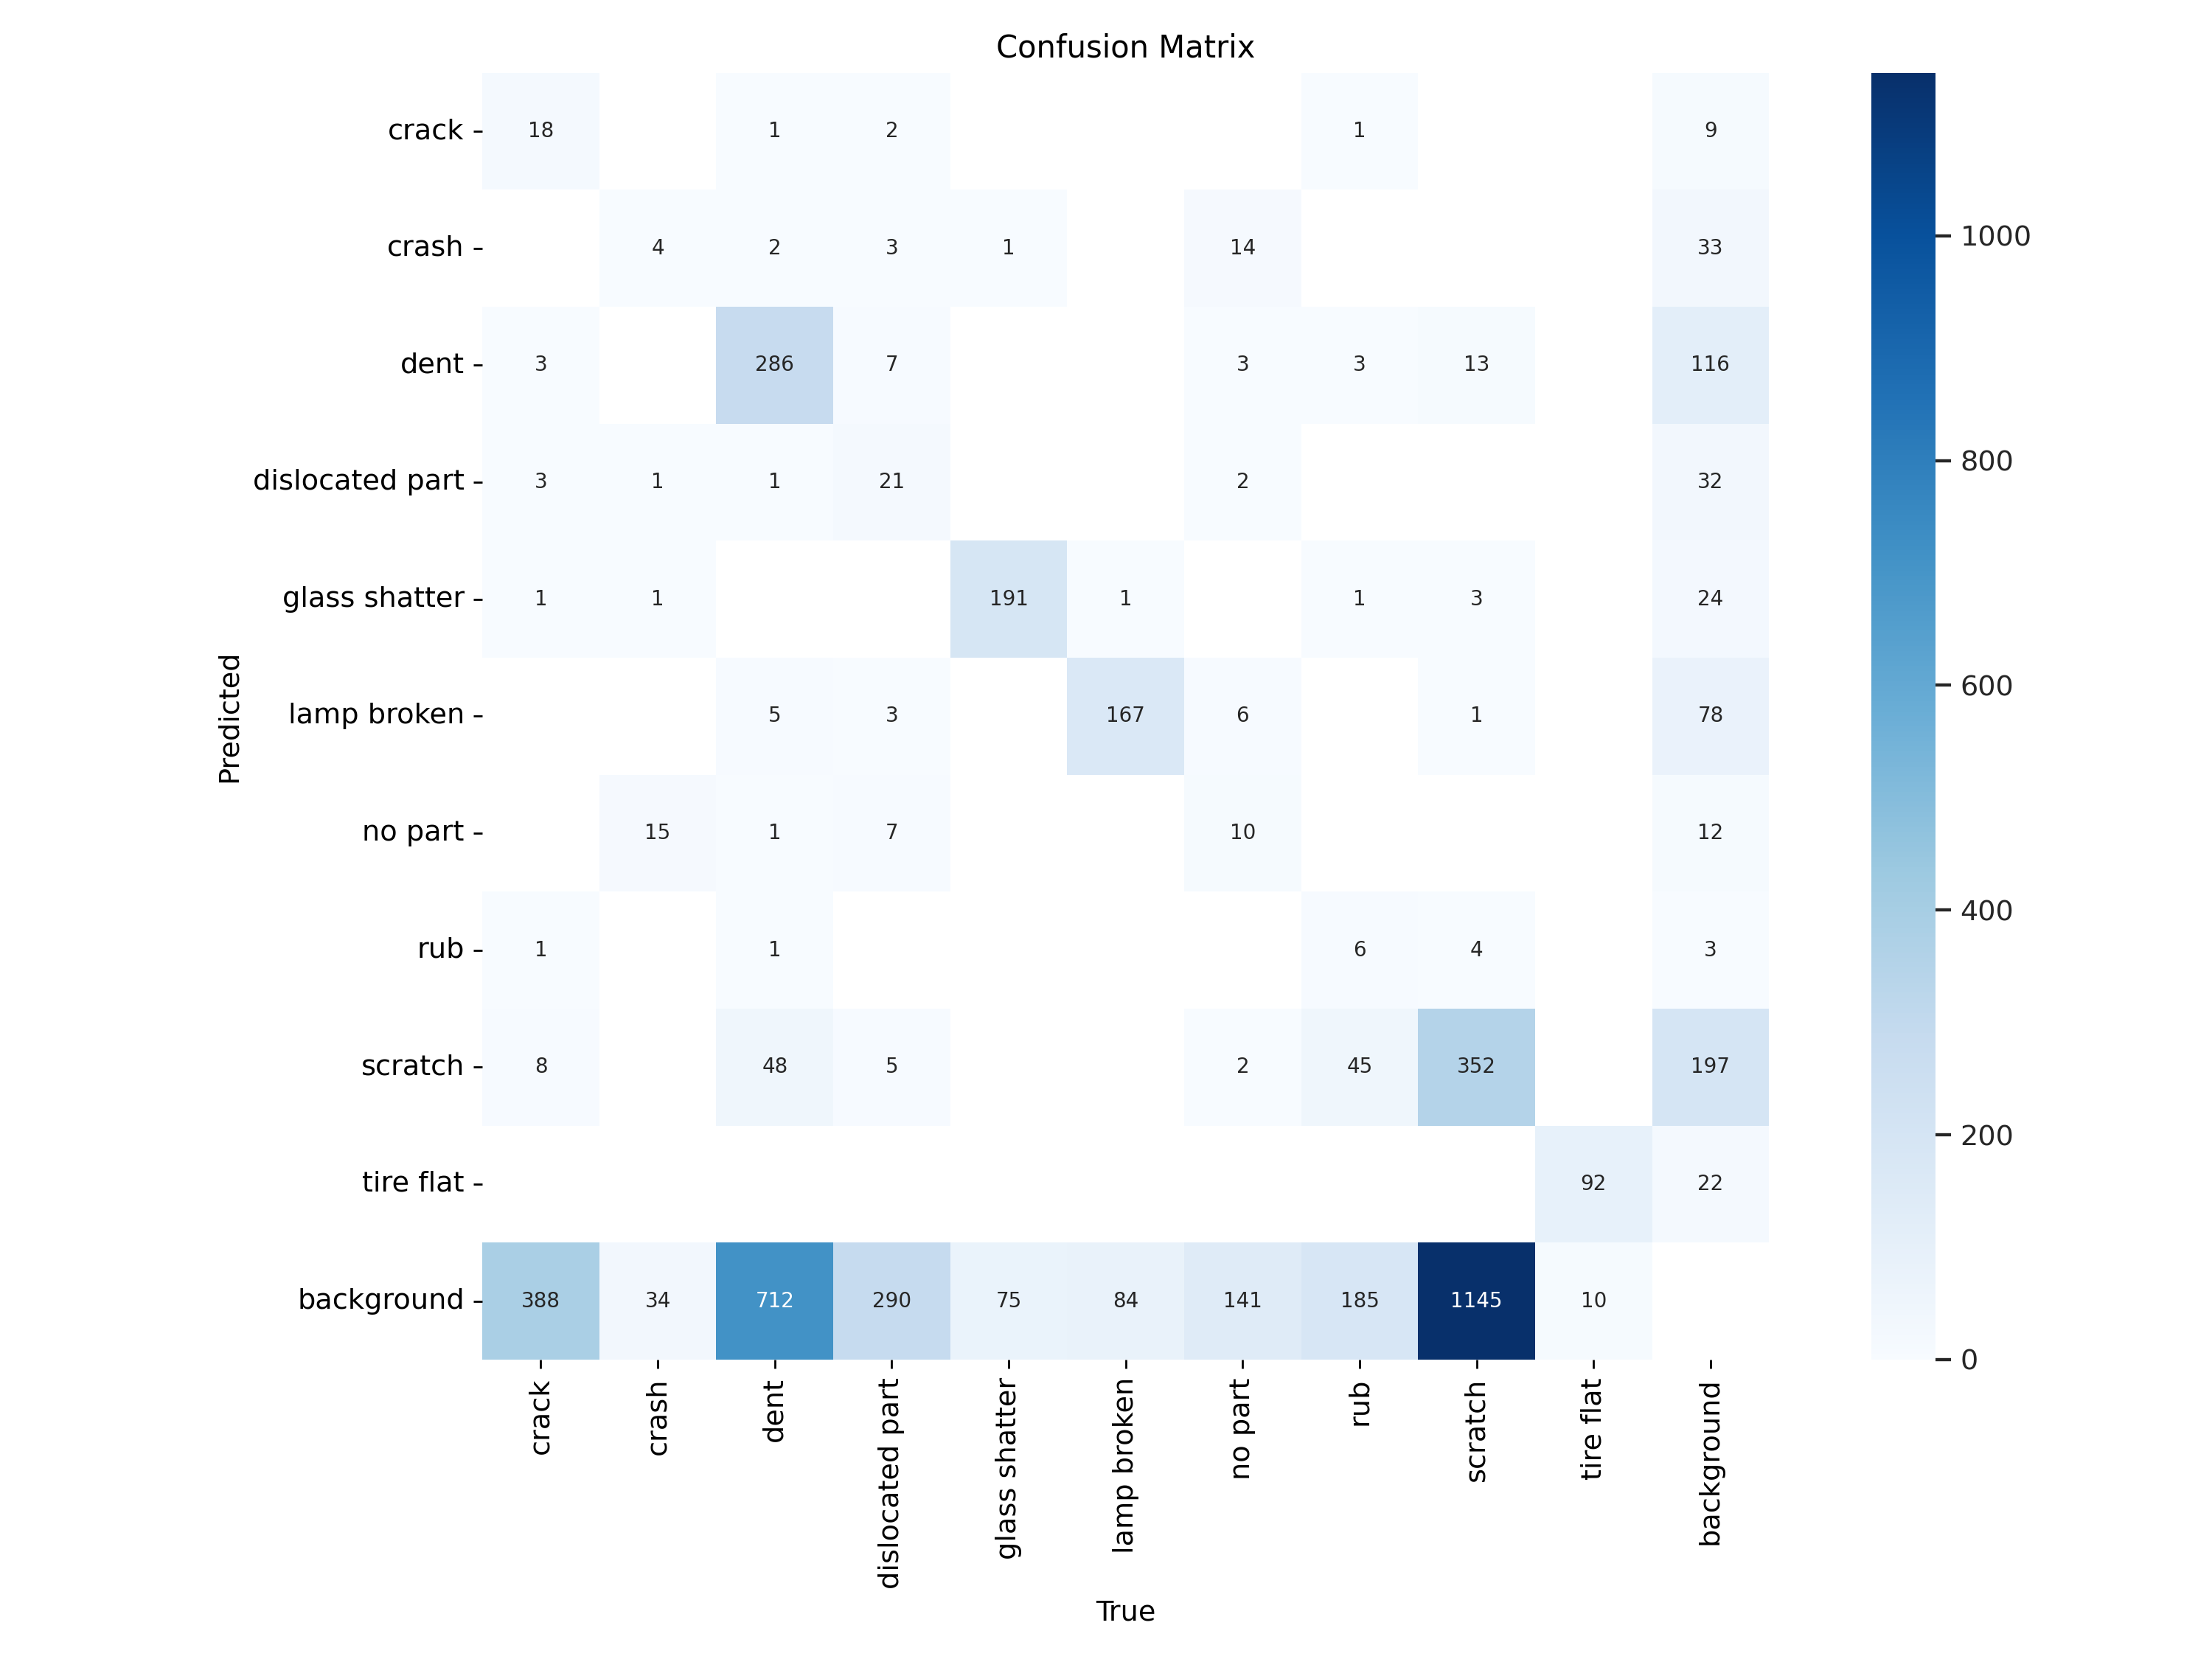 Confusion Matrix
crack 18 1 2 1 9
crash 4 2 3 1 14 33
dent 3 286 7 3 3 13 116
dislocated part 3 1 1 21 2 32
glass shatter 1 1 191 1 1 3 24
lamp broken 5 3 167 6 1 78
no part 15 1 7 10 12
rub 1 1 6 4 3
scratch 8 48 5 2 45 352 197
tire flat 92 22
background 388 34 712 290 75 84 141 185 1145 10
Predicted
crack
crash
dent
dislocated part
glass shatter
lamp broken
no part
rub
scratch
tire flat
background
True
1000
800
600
400
200
0